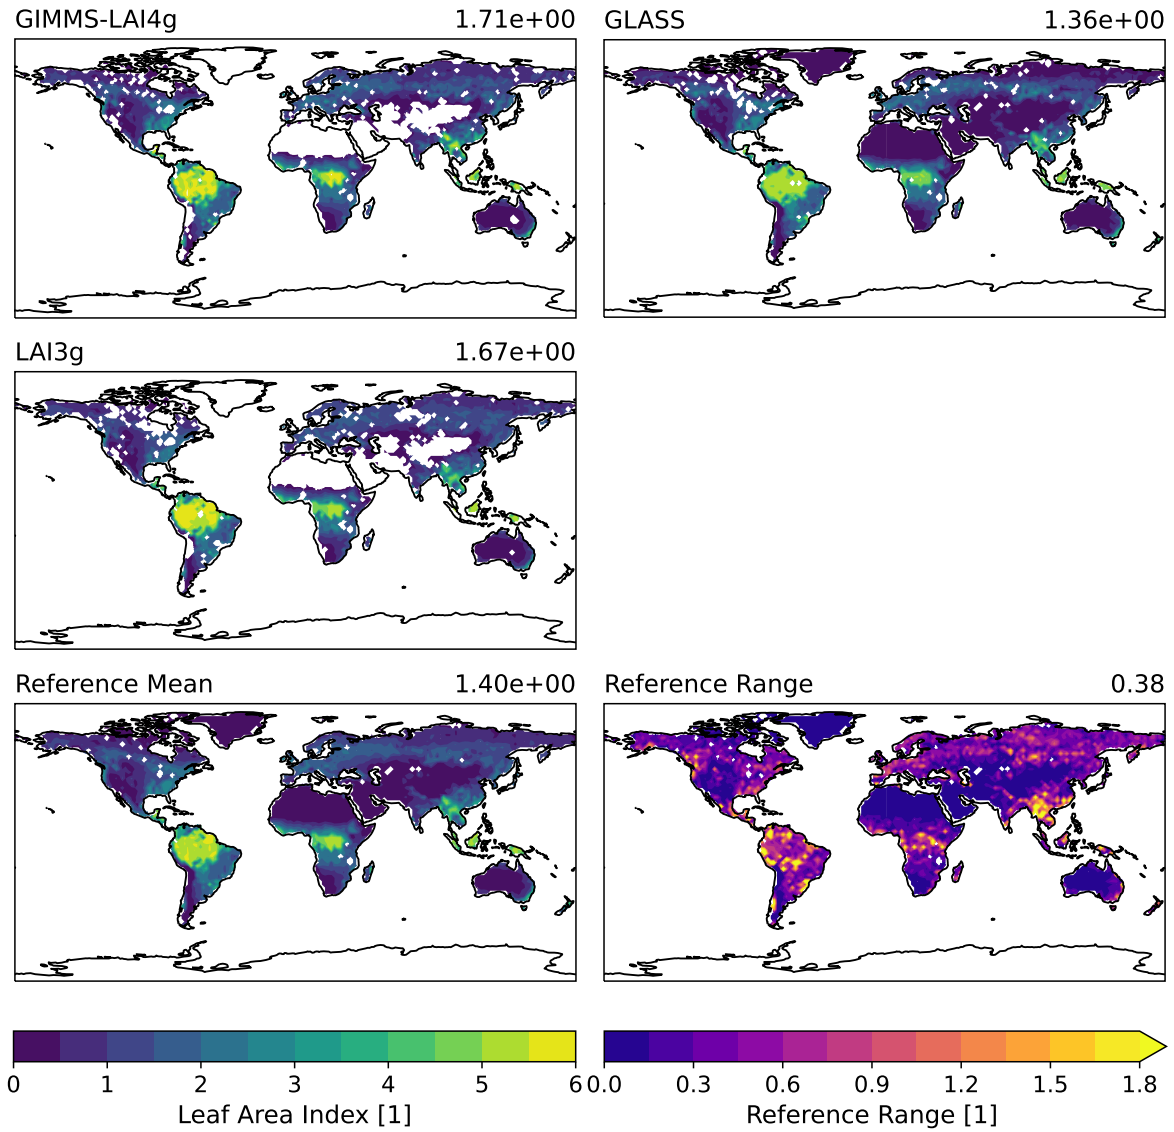 GIMMS-LAI4g 1.71e+00
GLASS 1.36e+00
LAI3g 1.67e+00
Reference Mean 1.40e+00
Reference Range 0.38
0 1 2 3 4 5 6
Leaf Area Index [1]
0.0 0.3 0.6 0.9 1.2 1.5 1.8
Reference Range [1]